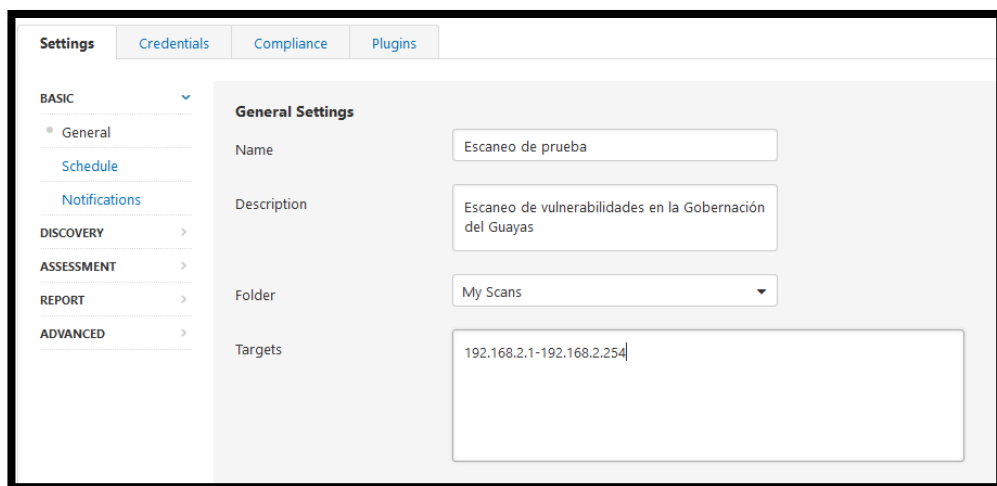 Settings Credentials Compliance Plugins
BASIC
General
Schedule
Notifications
DISCOVERY
ASSESSMENT
REPORT
ADVANCED
General Settings
Name Escaneo de prueba
Description Escaneo de vulnerabilidades en la Gobernación
del Guayas
Folder My Scans
Targets 192.168.2.1-192.168.2.254